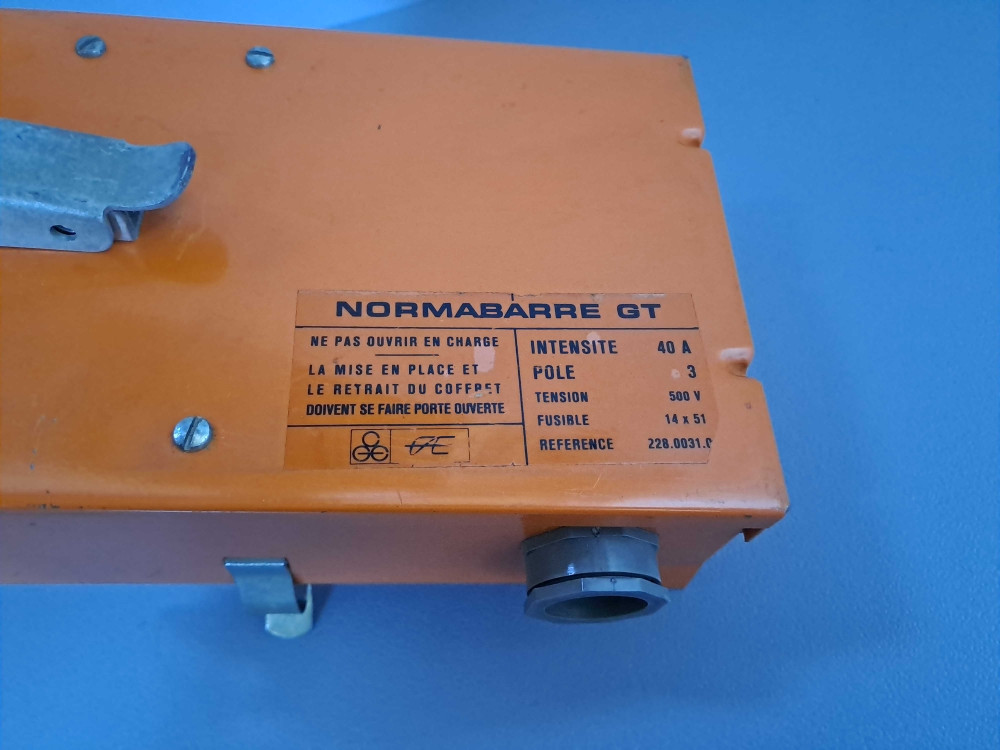 NORMABARRE GT
NE PAS OUVRIR EN CHARGE
LA MISE EN PLACE ET
LE RETRAIT DU COFFRET
DOIVENT SE FAIRE PORTE OUVERTE
INTENSITE 40 A
POLE 3
TENSION 500 V
FUSIBLE 14 x 51
REFERENCE 228.0031.0